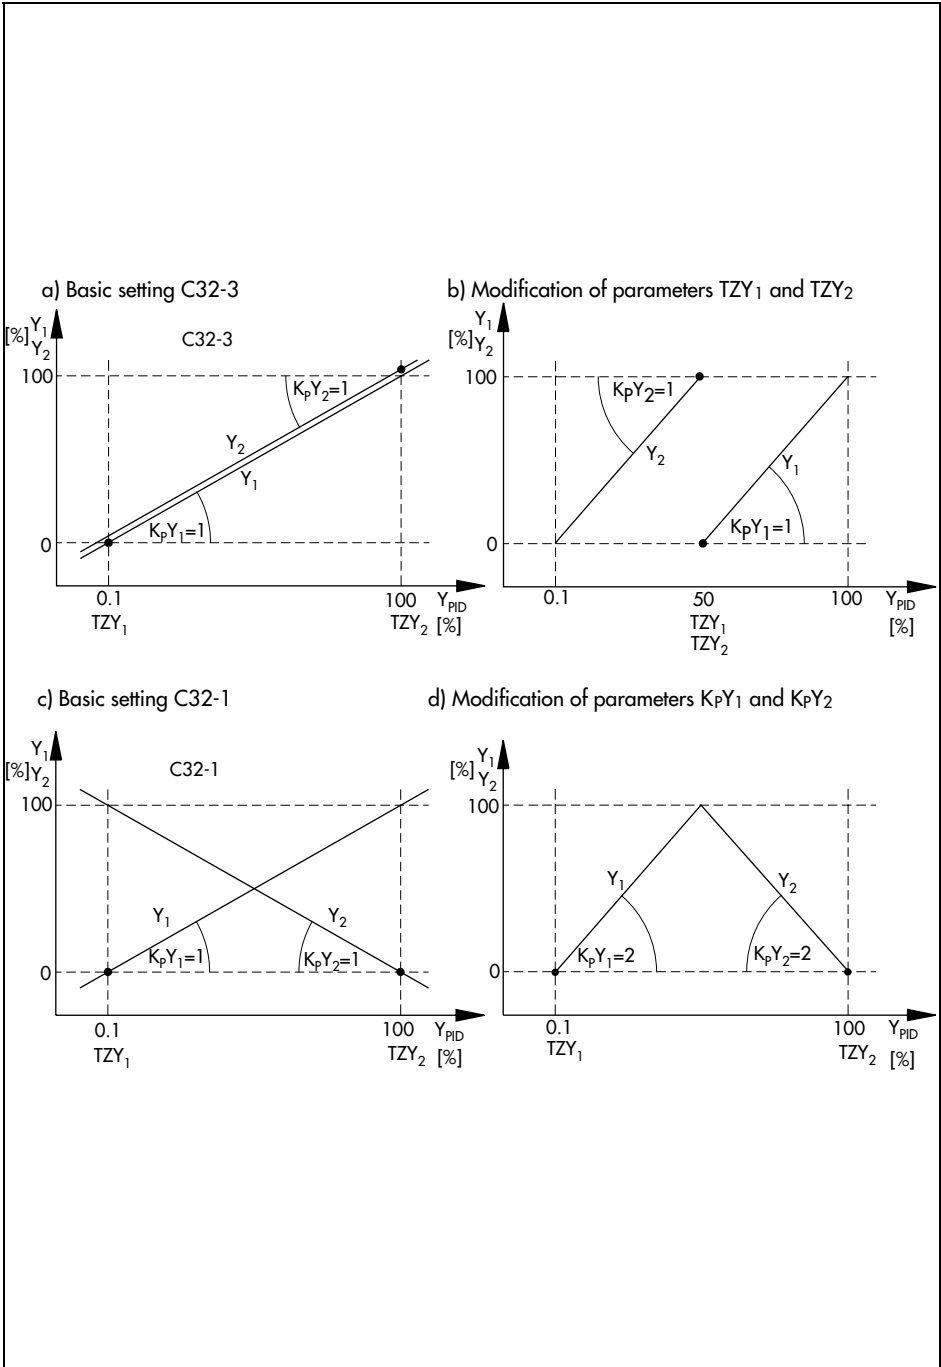 a) Basic setting C32-3
Y1
[%] Y2
C32-3
100
KPY2=1
Y2
Y1
KPY1=1
0
0.1
100
YPID
TZY1
TZY2
[%]
b) Modification of parameters TZY1 and TZY2
Y1
[%] Y2
100
KPY2=1
Y2
Y1
KPY1=1
0
0.1
50
100
YPID
TZY1
[%]
TZY2
c) Basic setting C32-1
Y1
[%] Y2
C32-1
100
Y1
Y2
KPY1=1
KPY2=1
0
0.1
100
YPID
TZY1
TZY2
[%]
d) Modification of parameters KPY1 and KPY2
Y1
[%] Y2
100
Y1
Y2
KPY1=2
KPY2=2
0
0.1
100
YPID
TZY1
TZY2
[%]